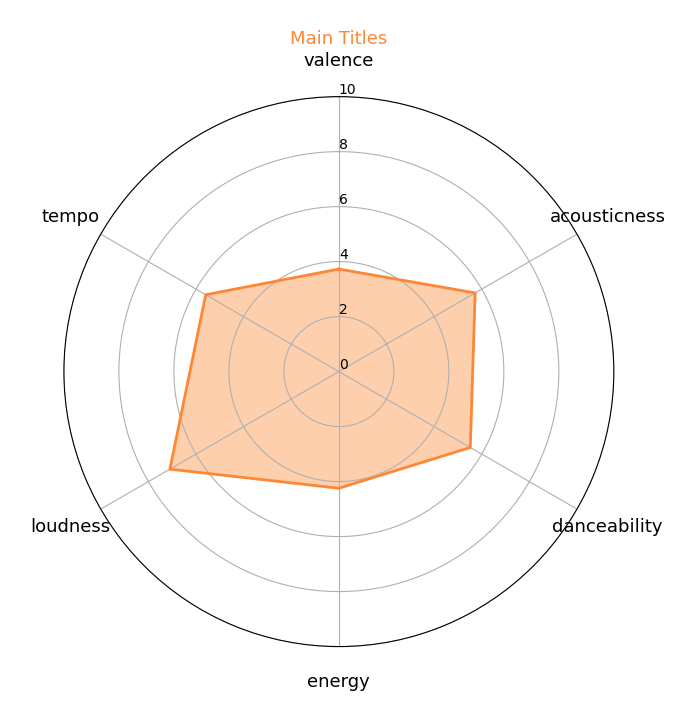 Main Titles
valence
10
8
6
4
2
0
tempo
acousticness
loudness
danceability
energy